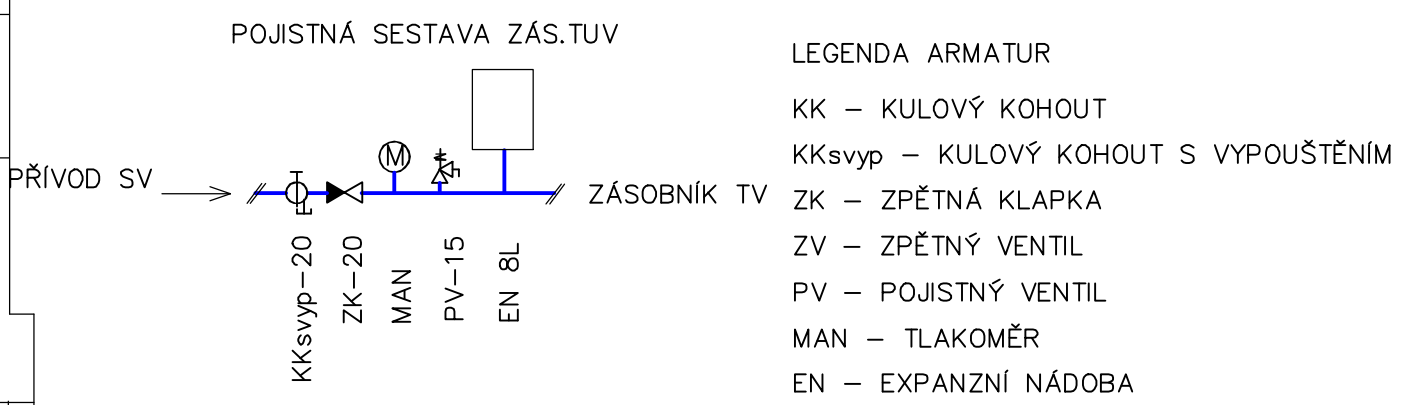 POJISTNÁ SESTAVA ZÁS.TUV
PŘÍVOD SV
M
ZÁSOBNÍK TV
KKsvyp-20
ZK-20
MAN
PV-15
EN 8L
LEGENDA ARMATUR
KK – KULOVÝ KOHOUT
KKsvyp – KULOVÝ KOHOUT S VYPOUŠTĚNÍM
ZK – ZPĚTNÁ KLAPKA
ZV – ZPĚTNÝ VENTIL
PV – POJISTNÝ VENTIL
MAN – TLAKOMĚR
EN – EXPANZNÍ NÁDOBA